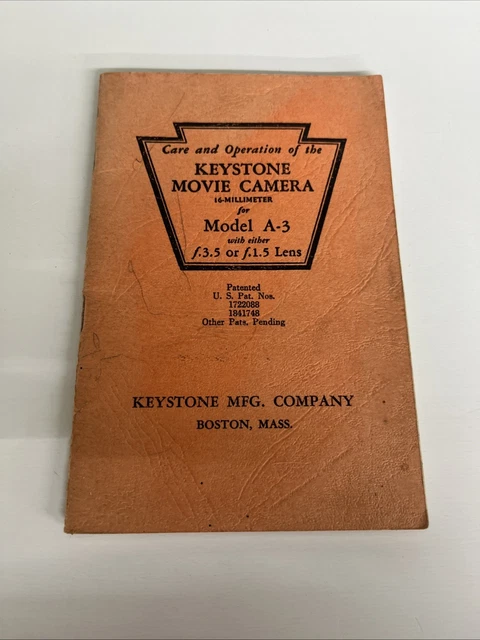 Care and Operation of the
KEYSTONE
MOVIE CAMERA
16-MILLIMETER
for
Model A-3
with either
f.3.5 or f.1.5 Lens
Patented
U. S. Pat. Nos.
1722088
1841748
Other Pats. Pending
KEYSTONE MFG. COMPANY
BOSTON, MASS.